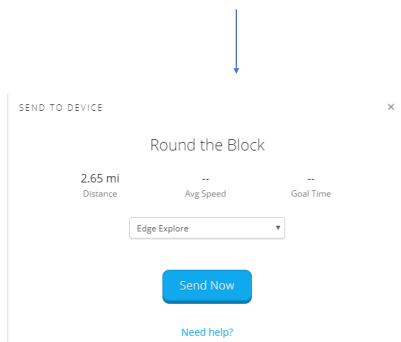 SEND TO DEVICE ×
Round the Block
2.65 mi -- --
Distance Avg Speed Goal Time
Edge Explore
Send Now
Need help?